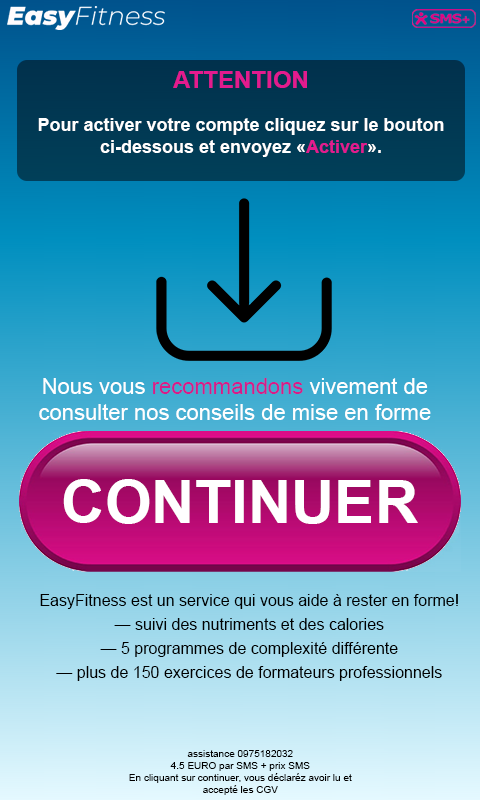 EasyFitness
SMS+
ATTENTION
Pour activer votre compte cliquez sur le bouton
ci-dessous et envoyez «Activer».
Nous vous recommandons vivement de
consulter nos conseils de mise en forme
CONTINUER
EasyFitness est un service qui vous aide à rester en forme!
— suivi des nutriments et des calories
— 5 programmes de complexité différente
— plus de 150 exercices de formateurs professionnels
assistance 0975182032
4.5 EURO par SMS + prix SMS
En cliquant sur continuer, vous déclaréz avoir lu et
accepté les CGV